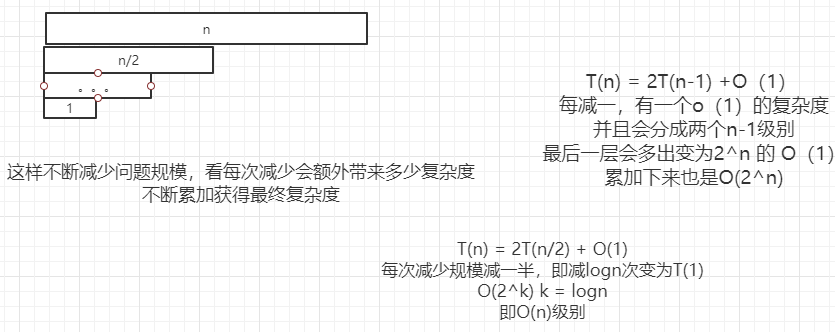 n
n/2
。。。
1
这样不断减少问题规模，看每次减少会额外带来多少复杂度
不断累加获得最终复杂度
T(n) = 2T(n-1) +O（1）
每减一，有一个o（1）的复杂度
并且会分成两个n-1级别
最后一层会多出变为2^n 的 O（1）
累加下来也是O(2^n)
T(n) = 2T(n/2) + O(1)
每次减少规模减一半，即减logn次变为T(1)
O(2^k) k = logn
即O(n)级别